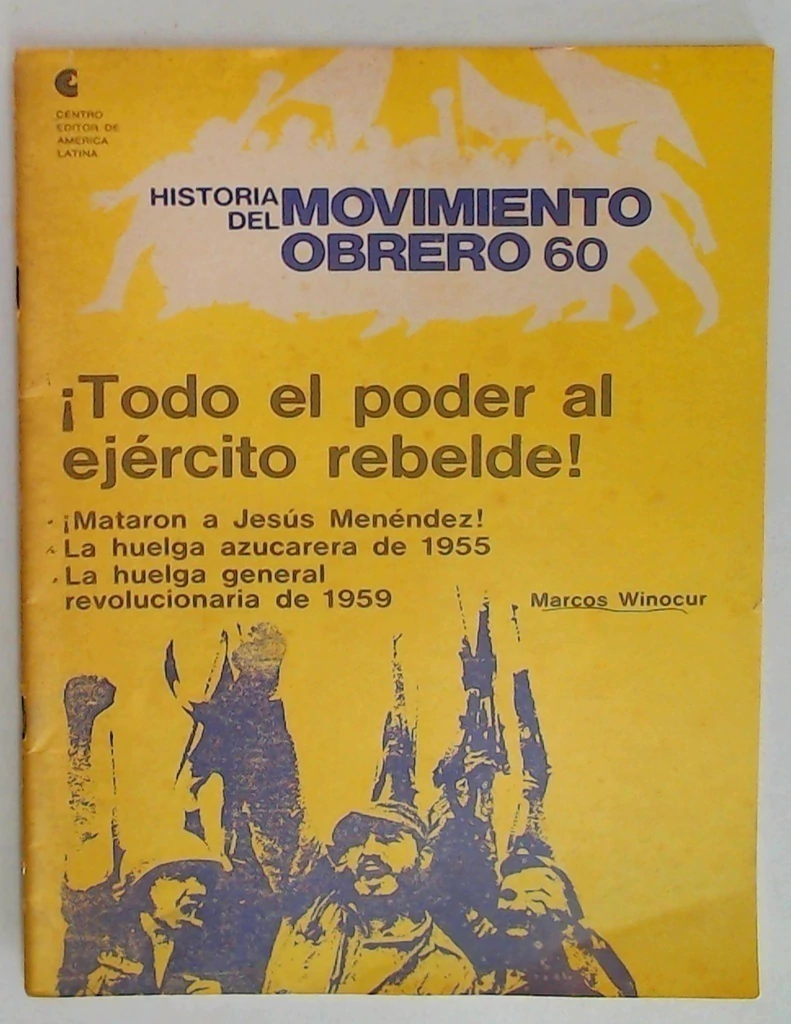 CENTRO
EDITOR DE
AMERICA
LATINA
HISTORIA
DEL
MOVIMIENTO
OBRERO 60
¡Todo el poder al
ejército rebelde!
¡Mataron a Jesús Menéndez!
La huelga azucarera de 1955
La huelga general
revolucionaria de 1959
Marcos Winocur